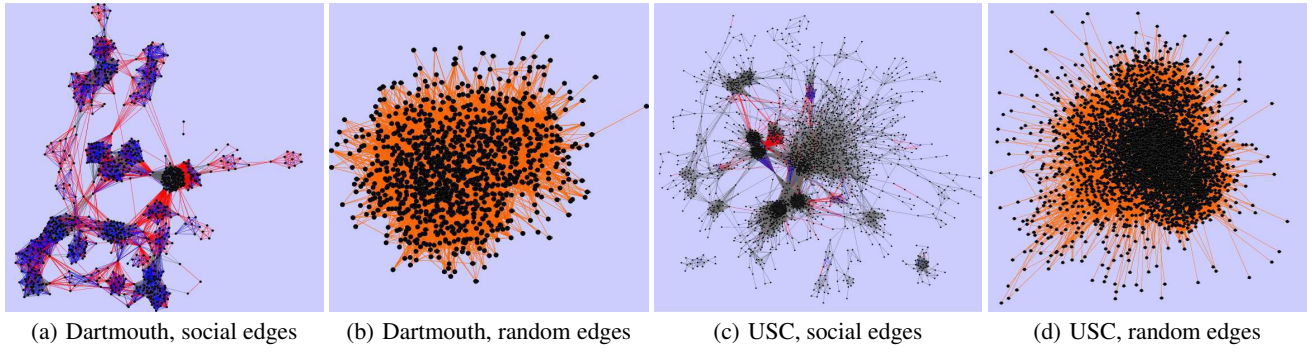 (a) Dartmouth, social edges
(b) Dartmouth, random edges
(c) USC, social edges
(d) USC, random edges